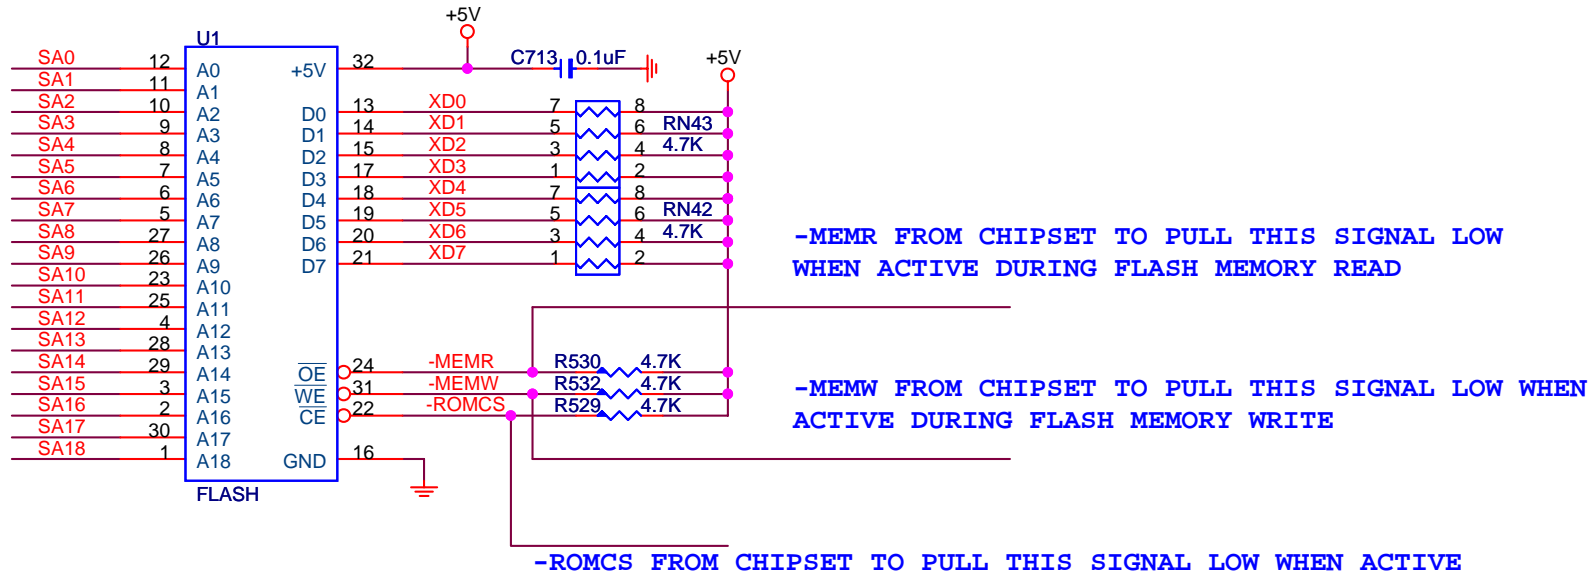 +5V
U1
C713 0.1uF +5V
SA0 12 A0 +5V 32
SA1 11 A1
SA2 10 A2 D0 13 XD0 7 8
SA3 9 A3 D1 14 XD1 5 6 RN43
SA4 8 A4 D2 15 XD2 3 4 4.7K
SA5 7 A5 D3 17 XD3 1 2
SA6 6 A6 D4 18 XD4 7 8
SA7 5 A7 D5 19 XD5 5 6 RN42
SA8 27 A8 D6 20 XD6 3 4 4.7K
SA9 26 A9 D7 21 XD7 1 2
SA10 23 A10
SA11 25 A11
SA12 4 A12
SA13 28 A13
SA14 29 A14 OE 24 -MEMR R530 4.7K
SA15 3 A15 WE 31 -MEMW R532 4.7K
SA16 2 A16 CE 22 -ROMCS R529 4.7K
SA17 30 A17
SA18 1 A18 GND 16
FLASH
-MEMR FROM CHIPSET TO PULL THIS SIGNAL LOW
WHEN ACTIVE DURING FLASH MEMORY READ
-MEMW FROM CHIPSET TO PULL THIS SIGNAL LOW WHEN
ACTIVE DURING FLASH MEMORY WRITE
-ROMCS FROM CHIPSET TO PULL THIS SIGNAL LOW WHEN ACTIVE